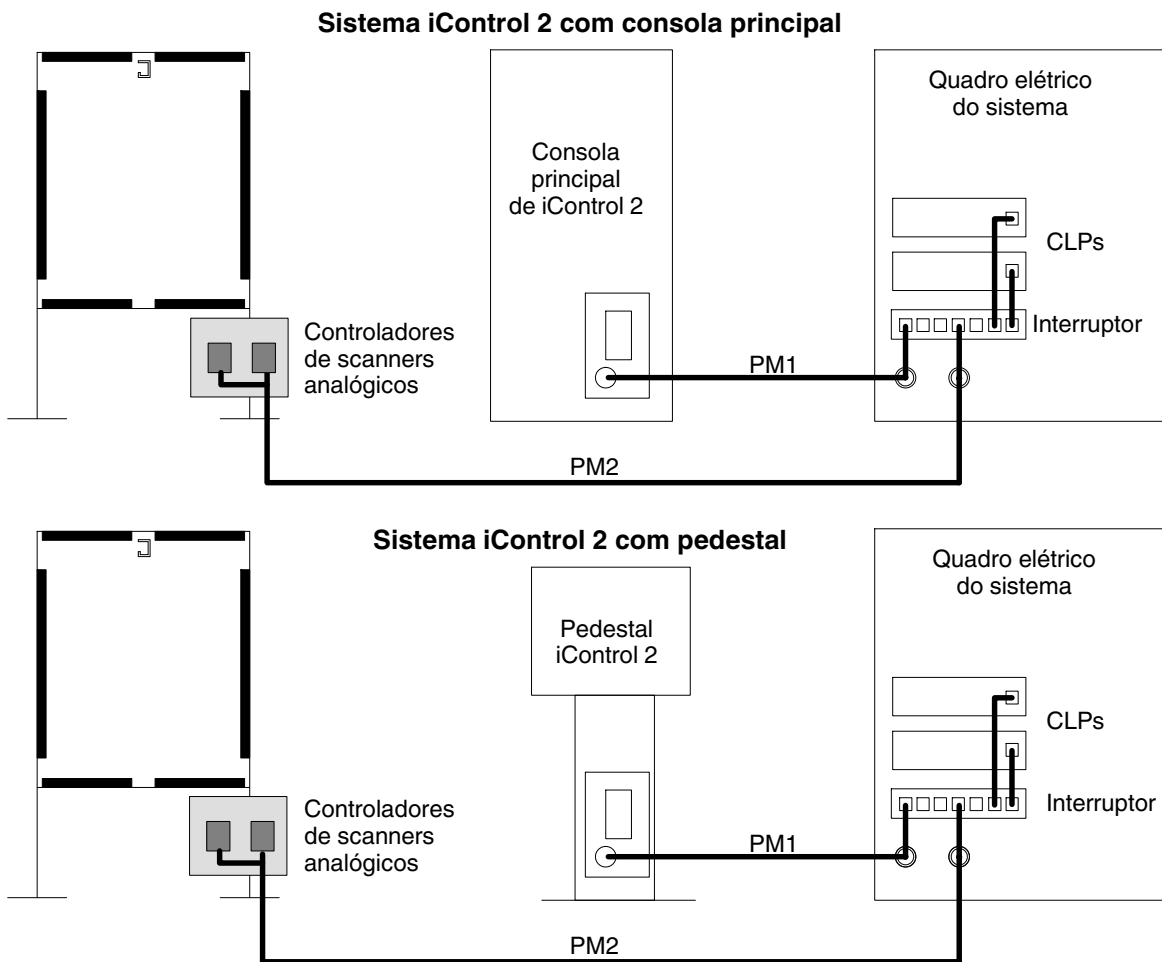 Sistema iControl 2 com consola principal
Quadro elétrico
do sistema
Consola
principal
de iControl 2
CLPs
Interruptor
Controladores
de scanners
analógicos
PM1
PM2
Sistema iControl 2 com pedestal
Quadro elétrico
do sistema
Pedestal
iControl 2
CLPs
Interruptor
Controladores
de scanners
analógicos
PM1
PM2